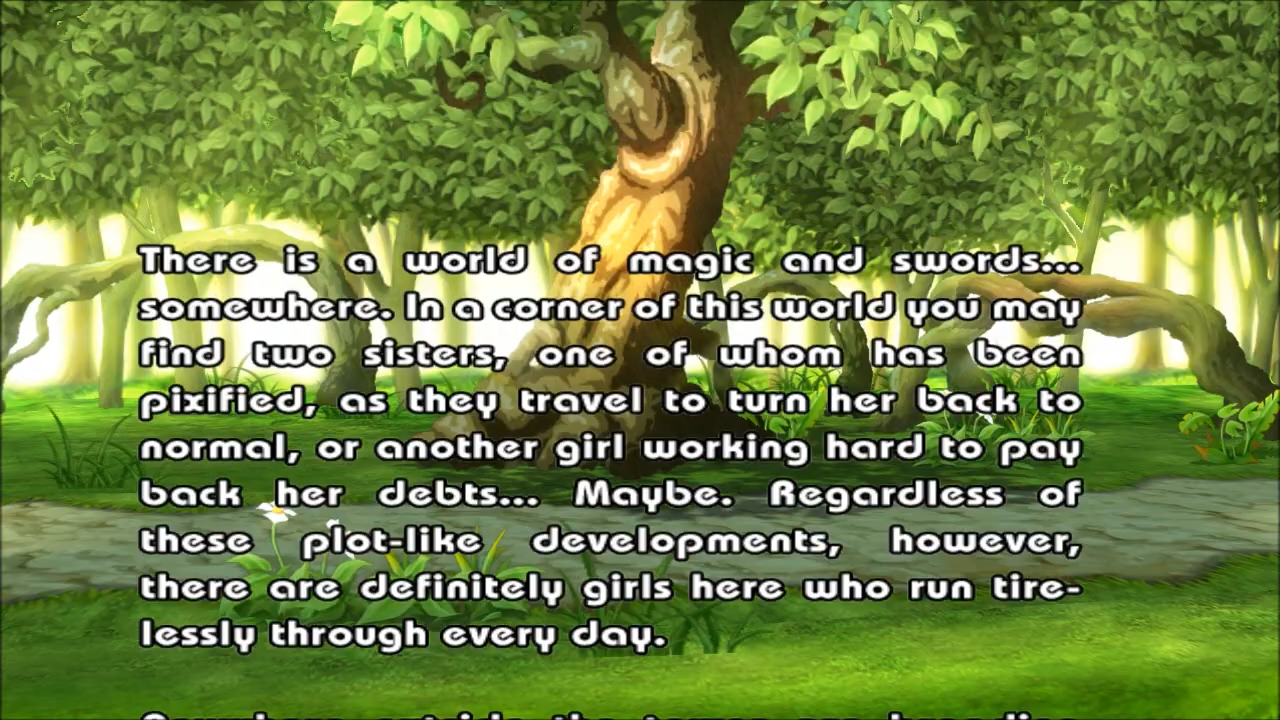 There is a world of magic and swords...
somewhere. In a corner of this world you may
find two sisters, one of whom has been
pixified, as they travel to turn her back to
normal, or another girl working hard to pay
back her debts... Maybe. Regardless of
these plot-like developments, however,
there are definitely girls here who run tire-
lessly through every day.